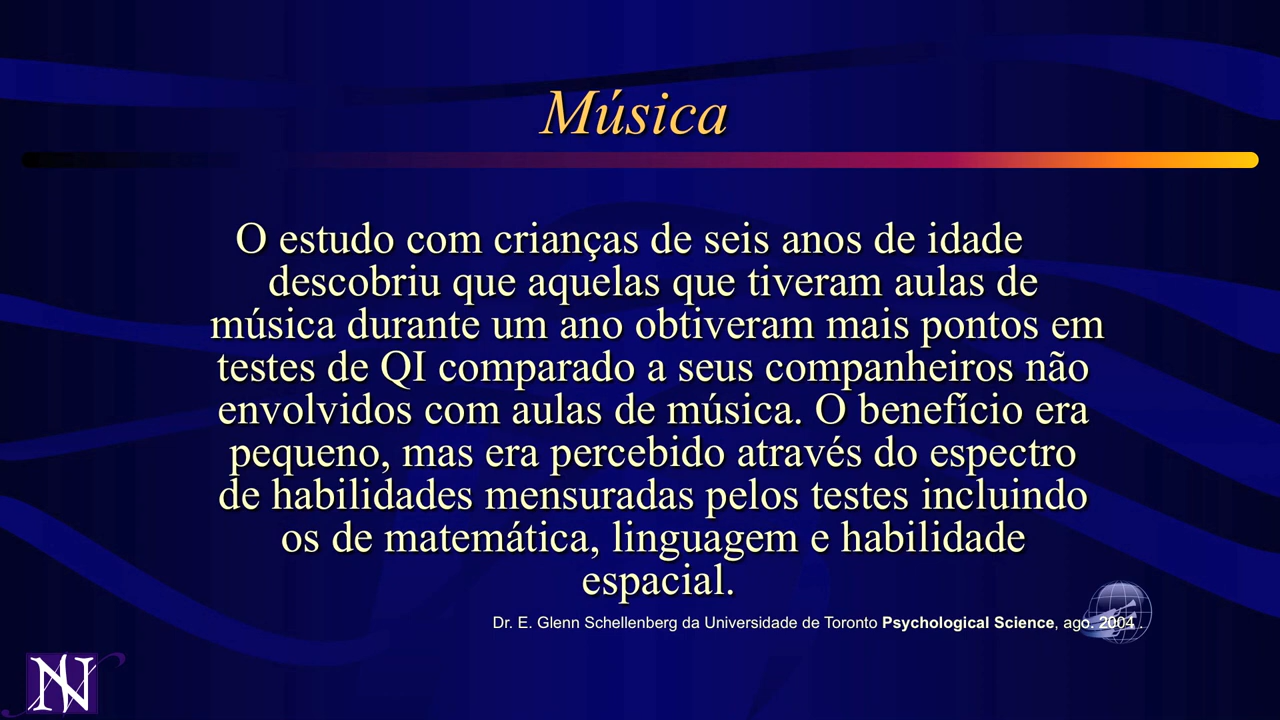 Música
O estudo com crianças de seis anos de idade
descobriu que aquelas que tiveram aulas de
música durante um ano obtiveram mais pontos em
testes de QI comparado a seus companheiros não
envolvidos com aulas de música. O benefício era
pequeno, mas era percebido através do espectro
de habilidades mensuradas pelos testes incluindo
os de matemática, linguagem e habilidade
espacial.
Dr. E. Glenn Schellenberg da Universidade de Toronto Psychological Science, ago. 2004 .
N